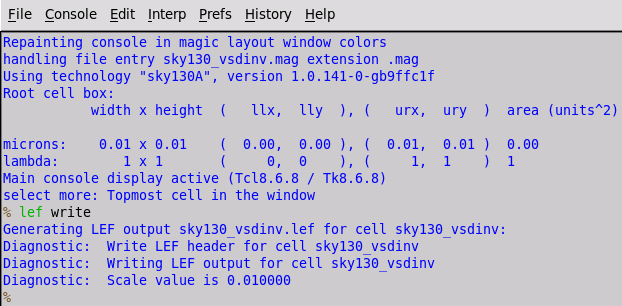 File Console Edit Interp Prefs History Help
Repainting console in magic layout window colors
handling file entry sky130_vsdinv.mag extension .mag
Using technology "sky130A", version 1.0.141-0-gb9ffc1f
Root cell box:
           width x height  (   llx,  lly  ), (   urx,  ury  )  area (units^2)
microns:    0.01 x 0.01    (  0.00,  0.00 ), (  0.01,  0.01 )  0.00
lambda:        1 x 1       (     0,  0    ), (     1,  1    )  1
Main console display active (Tcl8.6.8 / Tk8.6.8)
select more: Topmost cell in the window
% lef write
Generating LEF output sky130_vsdinv.lef for cell sky130_vsdinv:
Diagnostic:  Write LEF header for cell sky130_vsdinv
Diagnostic:  Writing LEF output for cell sky130_vsdinv
Diagnostic:  Scale value is 0.010000
%